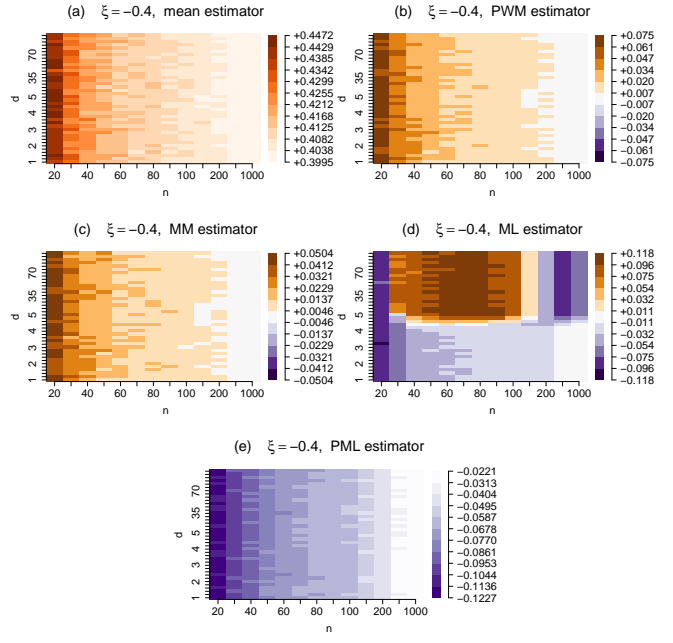 (a) ξ = −0.4, mean estimator
+0.4472
+0.4429
+0.4385
+0.4342
+0.4299
+0.4255
+0.4212
+0.4168
+0.4125
+0.4082
+0.4038
+0.3995
d
1 2 3 4 5 35 70
20 40 60 80 100 200 1000
n
(b) ξ = −0.4, PWM estimator
+0.075
+0.061
+0.047
+0.034
+0.020
+0.007
−0.007
−0.020
−0.034
−0.047
−0.061
−0.075
d
1 2 3 4 5 35 70
20 40 60 80 100 200 1000
n
(c) ξ = −0.4, MM estimator
+0.0504
+0.0412
+0.0321
+0.0229
+0.0137
+0.0046
−0.0046
−0.0137
−0.0229
−0.0321
−0.0412
−0.0504
d
1 2 3 4 5 35 70
20 40 60 80 100 200 1000
n
(d) ξ = −0.4, ML estimator
+0.118
+0.096
+0.075
+0.054
+0.032
+0.011
−0.011
−0.032
−0.054
−0.075
−0.096
−0.118
d
1 2 3 4 5 35 70
20 40 60 80 100 200 1000
n
(e) ξ = −0.4, PML estimator
−0.0221
−0.0313
−0.0404
−0.0495
−0.0587
−0.0678
−0.0770
−0.0861
−0.0953
−0.1044
−0.1136
−0.1227
d
1 2 3 4 5 35 70
20 40 60 80 100 200 1000
n